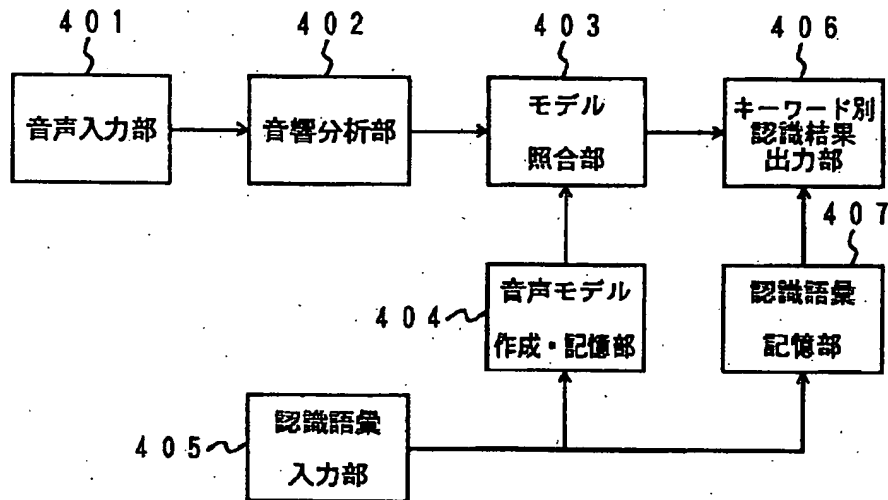 401
402
403
406
音声入力部
音響分析部
モデル
照合部
キーワード別
認識結果
出力部
407
404
音声モデル
作成・記憶部
認識語彙
記憶部
405
認識語彙
入力部